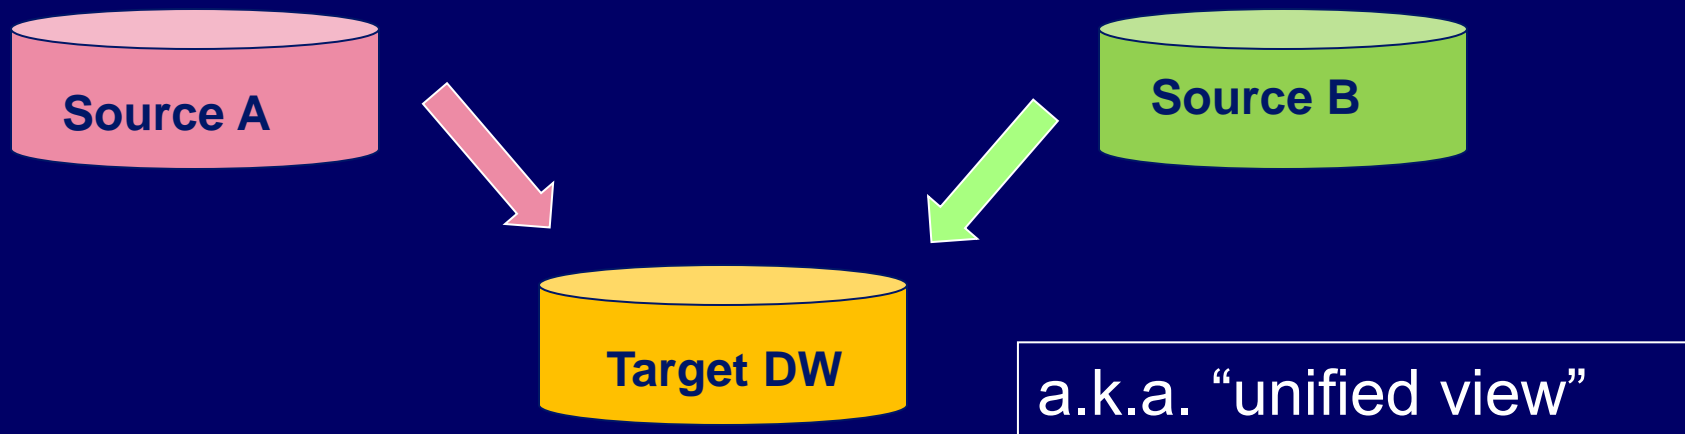 Source A
Source B
Target DW
a.k.a. “unified view”